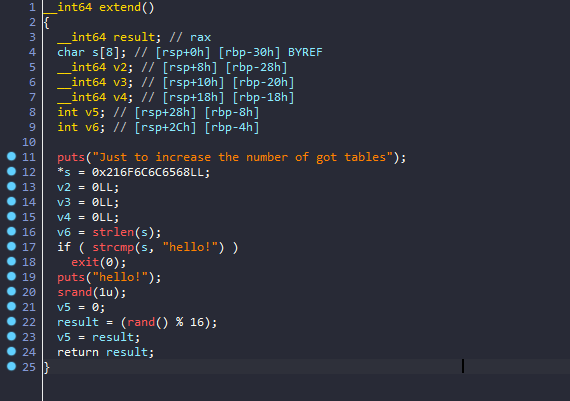 1 __int64 extend()
2 {
3 __int64 result; // rax
4 char s[8]; // [rsp+0h] [rbp-30h] BYREF
5 __int64 v2; // [rsp+8h] [rbp-28h]
6 __int64 v3; // [rsp+10h] [rbp-20h]
7 __int64 v4; // [rsp+18h] [rbp-18h]
8 int v5; // [rsp+28h] [rbp-8h]
9 int v6; // [rsp+2Ch] [rbp-4h]
10
11 puts("Just to increase the number of got tables");
12 *s = 0x216F6C6C6568LL;
13 v2 = 0LL;
14 v3 = 0LL;
15 v4 = 0LL;
16 v6 = strlen(s);
17 if ( strcmp(s, "hello!") )
18 exit(0);
19 puts("hello!");
20 srand(1u);
21 v5 = 0;
22 result = (rand() % 16);
23 v5 = result;
24 return result;
25 }